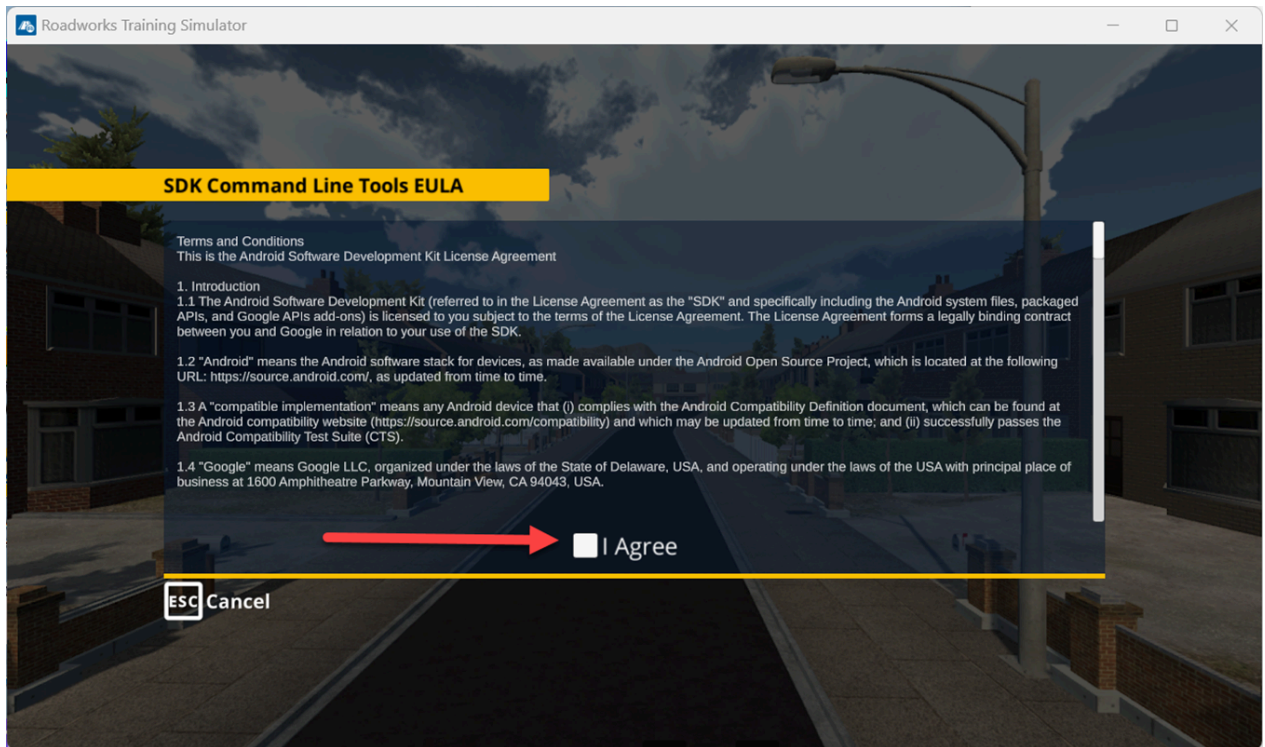 Roadworks Training Simulator
SDK Command Line Tools EULA
Terms and Conditions
This is the Android Software Development Kit License Agreement
1. Introduction
1.1 The Android Software Development Kit (referred to in the License Agreement as the "SDK" and specifically including the Android system files, packaged
APIs, and Google APIs add-ons) is licensed to you subject to the terms of the License Agreement. The License Agreement forms a legally binding contract
between you and Google in relation to your use of the SDK.
1.2 "Android" means the Android software stack for devices, as made available under the Android Open Source Project, which is located at the following
URL: https://source.android.com/, as updated from time to time.
1.3 A "compatible implementation" means any Android device that (i) complies with the Android Compatibility Definition document, which can be found at
the Android compatibility website (https://source.android.com/compatibility) and which may be updated from time to time; and (ii) successfully passes the
Android Compatibility Test Suite (CTS).
1.4 "Google" means Google LLC, organized under the laws of the State of Delaware, USA, and operating under the laws of the USA with principal place of
business at 1600 Amphitheatre Parkway, Mountain View, CA 94043, USA.
I Agree
ESC Cancel